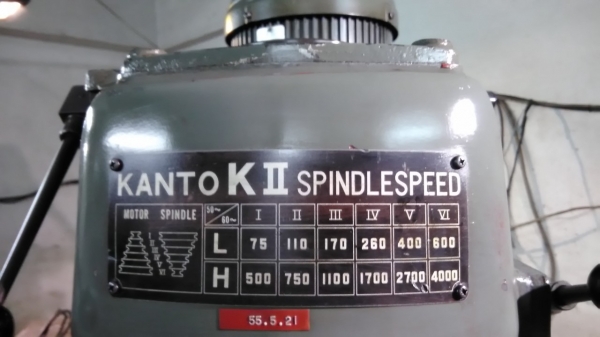 KANTO KII SPINDLESPEED
MOTOR SPINDLE 50~/60~ I II III IV V VI
L 75 110 170 260 400 600
H 500 750 1100 1700 2700 4000
55.5.21